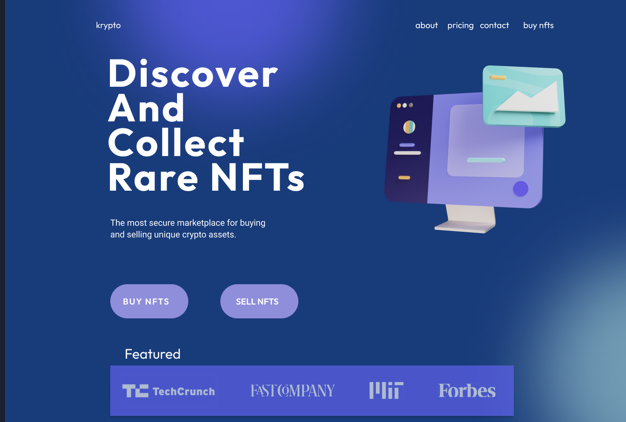 krypto about pricing contact buy nfts
Discover
And
Collect
Rare NFTs
The most secure marketplace for buying
and selling unique crypto assets.
BUY NFTS SELL NFTS
Featured
TC TechCrunch FAST COMPANY MIT Forbes